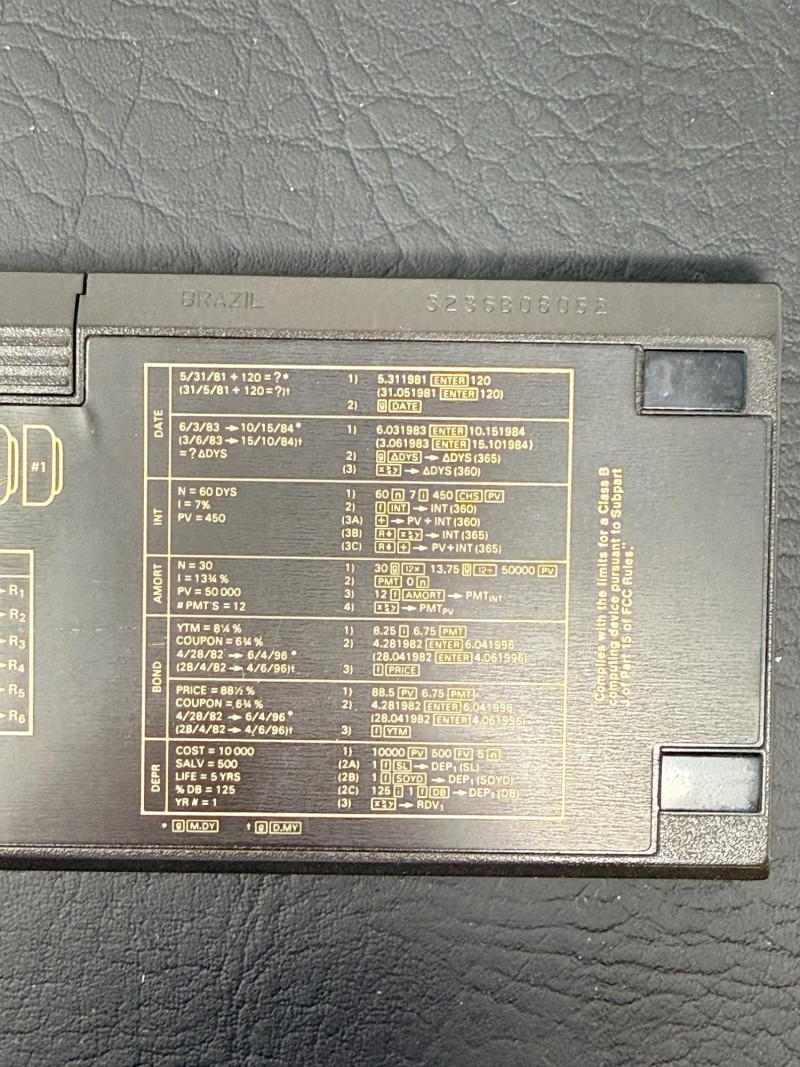 BRAZIL 3236B08052
#1
R1
R2
R3
R4
R5
R6
DATE
5/31/81 + 120 = ?* 1) 5.311981 ENTER 120
(31/5/81 + 120 = ?)† (31.051981 ENTER 120)
2) g DATE
6/3/83 → 10/15/84* 1) 6.031983 ENTER 10.151984
(3/6/83 → 15/10/84)† (3.061983 ENTER 15.101984)
= ? ΔDYS 2) g ΔDYS → ΔDYS (365)
(3) x≷y → ΔDYS (360)
INT
N = 60 DYS 1) 60 n 7 i 450 CHS PV
I = 7% 2) f INT → INT (360)
PV = 450 (3A) + → PV + INT (360)
(3B) R↓ x≷y → INT (365)
(3C) R↓ + → PV+INT (365)
AMORT
N = 30 1) 30 g 12× 13.75 g 12÷ 50000 PV
I = 13¾ % 2) PMT 0 n
PV = 50 000 3) 12 f AMORT → PMT INT
# PMT'S = 12 4) x≷y → PMT PV
BOND
YTM = 8¼ % 1) 8.25 i 6.75 PMT
COUPON = 6¾ % 2) 4.281982 ENTER 6.041996
4/28/82 → 6/4/96 * (28.041982 ENTER 4.061996)
(28/4/82 → 4/6/96)† 3) f PRICE
PRICE = 88½ % 1) 88.5 PV 6.75 PMT
COUPON = 6¾ % 2) 4.281982 ENTER 6.041996
4/28/82 → 6/4/96 * (28.041982 ENTER 4.061996)
(28/4/82 → 4/6/96)† 3) f YTM
DEPR
COST = 10 000 1) 10000 PV 500 FV 5 n
SALV = 500 (2A) 1 f SL → DEP1 (SL)
LIFE = 5 YRS (2B) 1 f SOYD → DEP1 (SOYD)
% DB = 125 (2C) 125 i 1 f DB → DEP1 (DB)
YR # = 1 (3) x≷y → RDV1
* g M.DY † g D.MY
"Complies with the limits for a Class B
computing device pursuant to Subpart
J of Part 15 of FCC Rules."